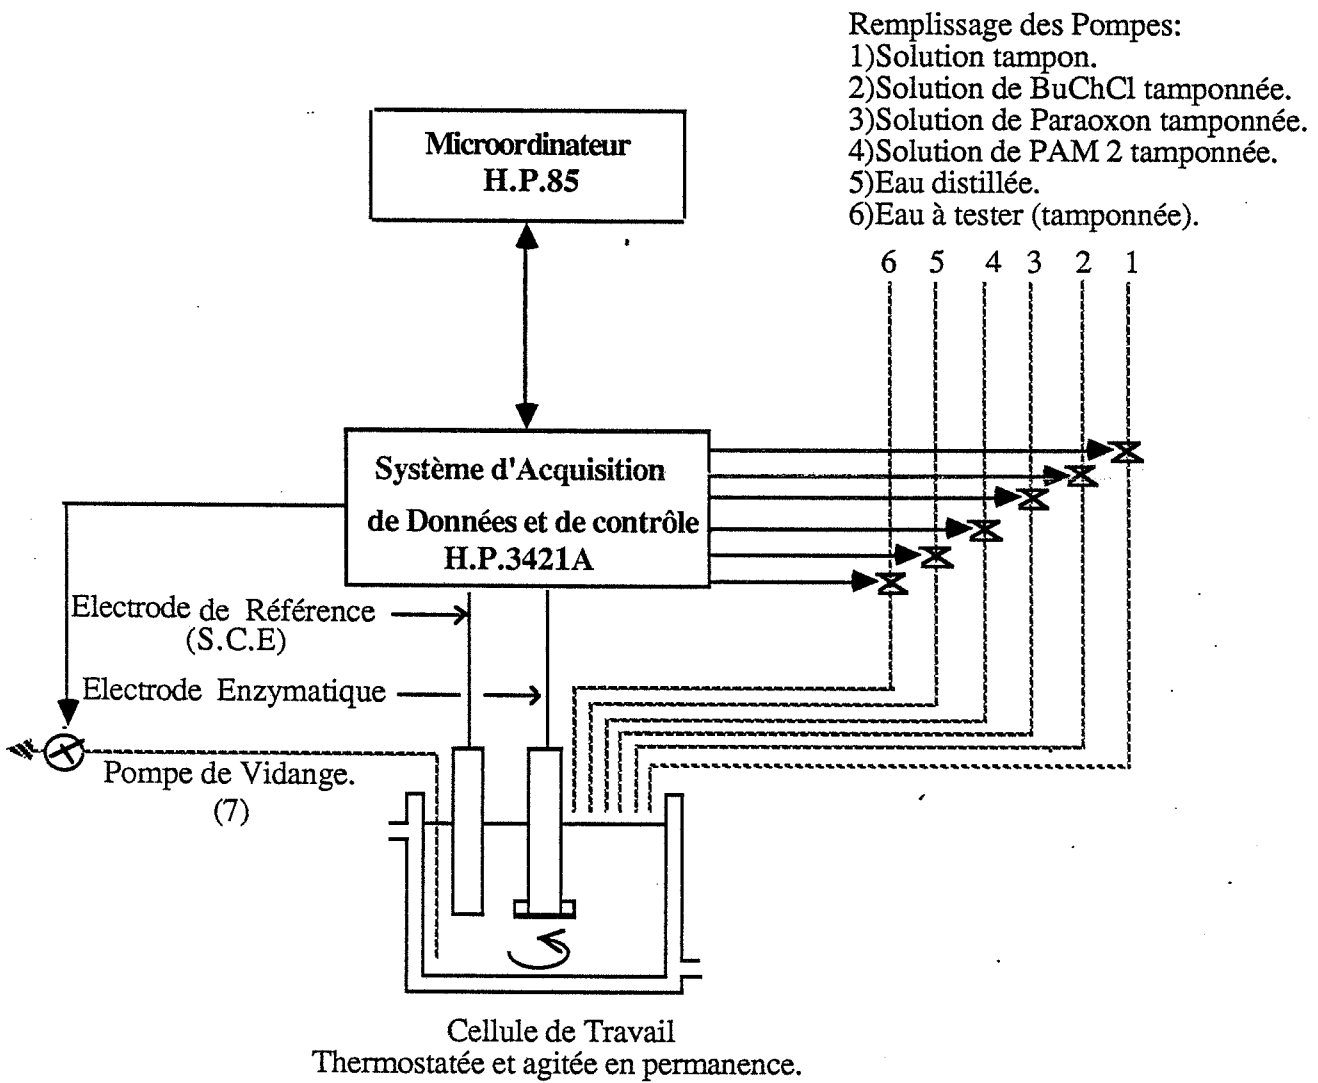 Remplissage des Pompes:
1)Solution tampon.
2)Solution de BuChCl tamponnée.
3)Solution de Paraoxon tamponnée.
4)Solution de PAM 2 tamponnée.
5)Eau distillée.
6)Eau à tester (tamponnée).
6 5 4 3 2 1
Microordinateur
H.P.85
Système d'Acquisition
de Données et de contrôle
H.P.3421A
Electrode de Référence
(S.C.E)
Electrode Enzymatique
Pompe de Vidange.
(7)
Cellule de Travail
Thermostatée et agitée en permanence.